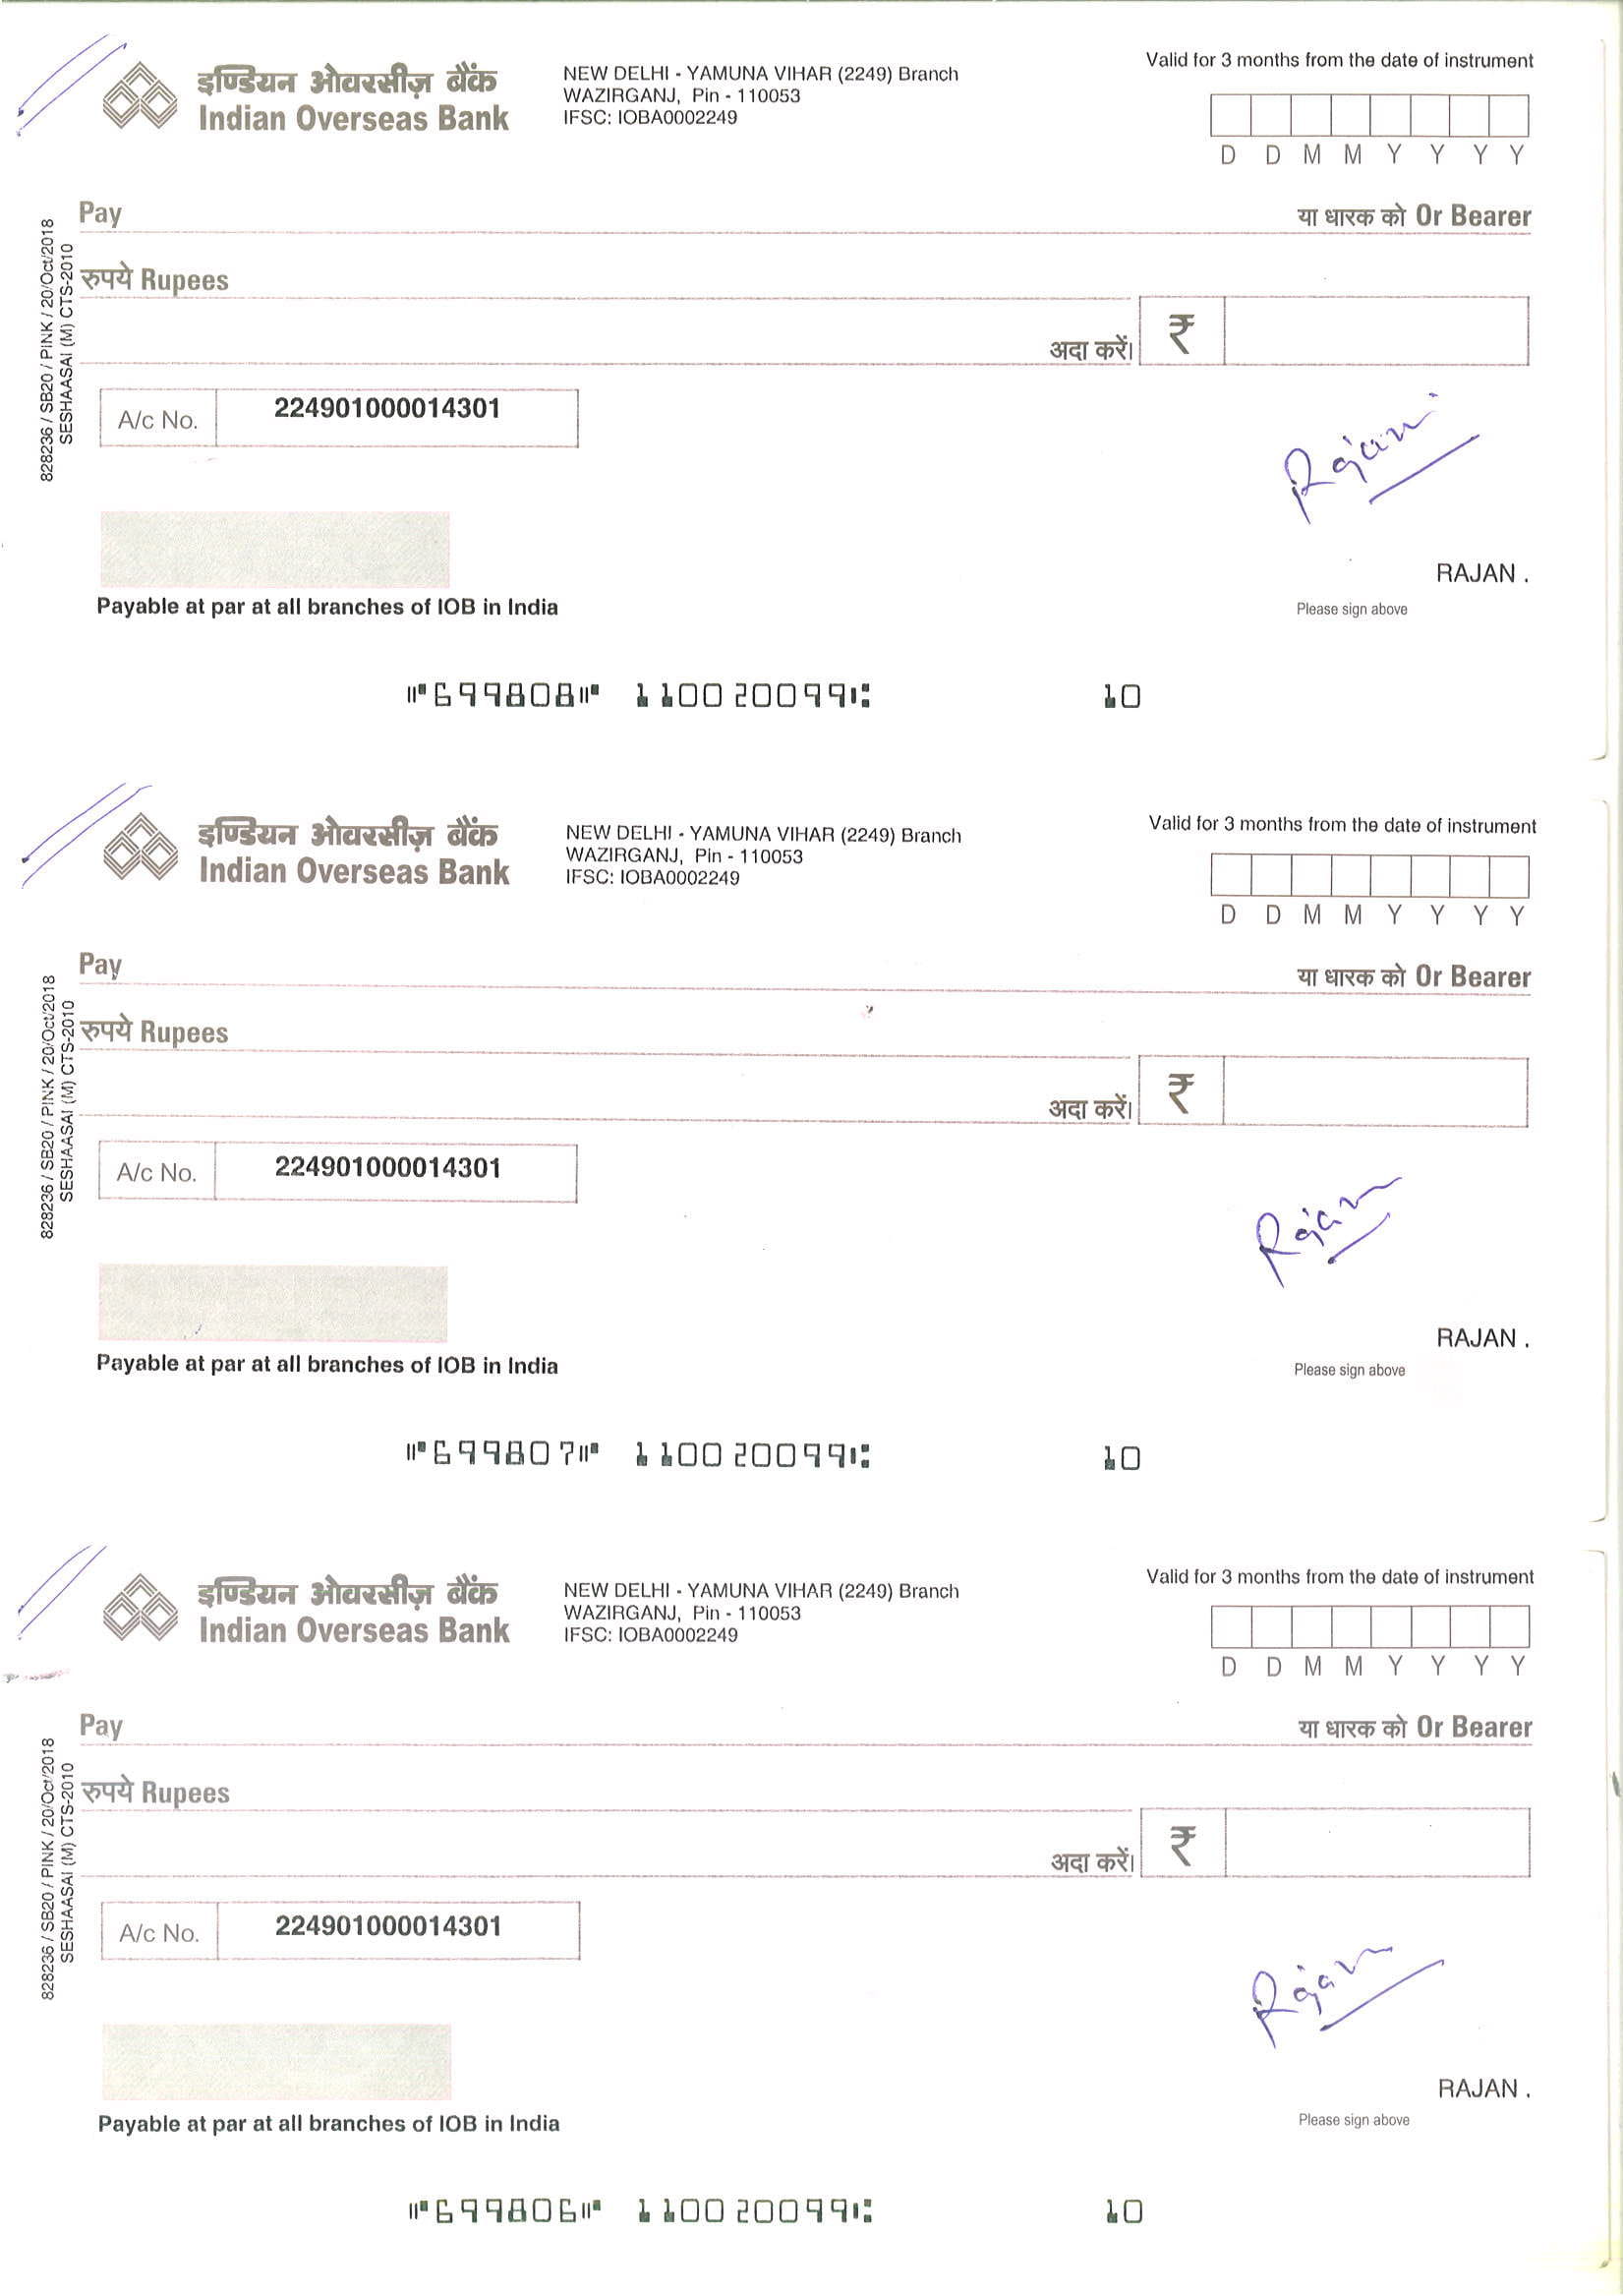 इण्डियन ओवरसीज़ बैंक
Indian Overseas Bank
NEW DELHI - YAMUNA VIHAR (2249) Branch
WAZIRGANJ, Pin - 110053
IFSC: IOBA0002249
Valid for 3 months from the date of instrument
D D M M Y Y Y Y
Pay
या धारक को Or Bearer
रुपये Rupees
अदा करें।
₹
A/c No. 224901000014301
828236 / SB20 / PINK / 20/Oct/2018
SESHAASAI (M) CTS-2010
Rajan
RAJAN .
Payable at par at all branches of IOB in India
Please sign above
⑈699808⑈ 110020099⑆ 10
इण्डियन ओवरसीज़ बैंक
Indian Overseas Bank
NEW DELHI - YAMUNA VIHAR (2249) Branch
WAZIRGANJ, Pin - 110053
IFSC: IOBA0002249
Valid for 3 months from the date of instrument
D D M M Y Y Y Y
Pay
या धारक को Or Bearer
रुपये Rupees
अदा करें।
₹
A/c No. 224901000014301
828236 / SB20 / PINK / 20/Oct/2018
SESHAASAI (M) CTS-2010
Rajan
RAJAN .
Payable at par at all branches of IOB in India
Please sign above
⑈699807⑈ 110020099⑆ 10
इण्डियन ओवरसीज़ बैंक
Indian Overseas Bank
NEW DELHI - YAMUNA VIHAR (2249) Branch
WAZIRGANJ, Pin - 110053
IFSC: IOBA0002249
Valid for 3 months from the date of instrument
D D M M Y Y Y Y
Pay
या धारक को Or Bearer
रुपये Rupees
अदा करें।
₹
A/c No. 224901000014301
828236 / SB20 / PINK / 20/Oct/2018
SESHAASAI (M) CTS-2010
Rajan
RAJAN .
Payable at par at all branches of IOB in India
Please sign above
⑈699806⑈ 110020099⑆ 10